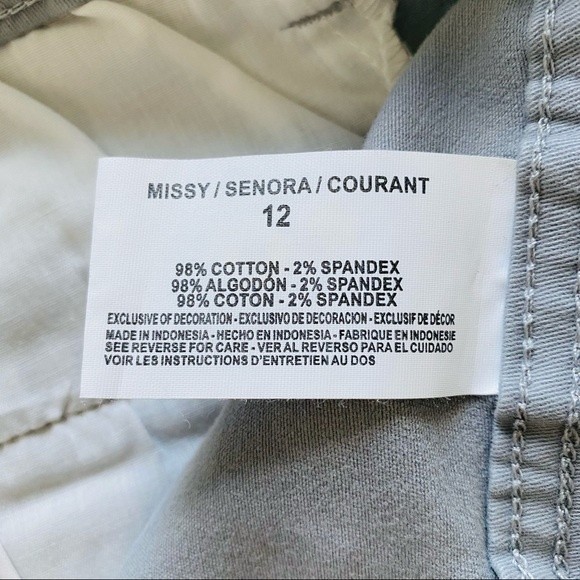 MISSY / SENORA / COURANT
12
98% COTTON - 2% SPANDEX
98% ALGODÓN - 2% SPANDEX
98% COTON - 2% SPANDEX
EXCLUSIVE OF DECORATION - EXCLUSIVO DE DECORACION - EXCLUSIF DE DÉCOR
MADE IN INDONESIA - HECHO EN INDONESIA - FABRIQUE EN INDONESIE
SEE REVERSE FOR CARE - VER AL REVERSO PARA EL CUIDADO
VOIR LES INSTRUCTIONS D'ENTRETIEN AU DOS